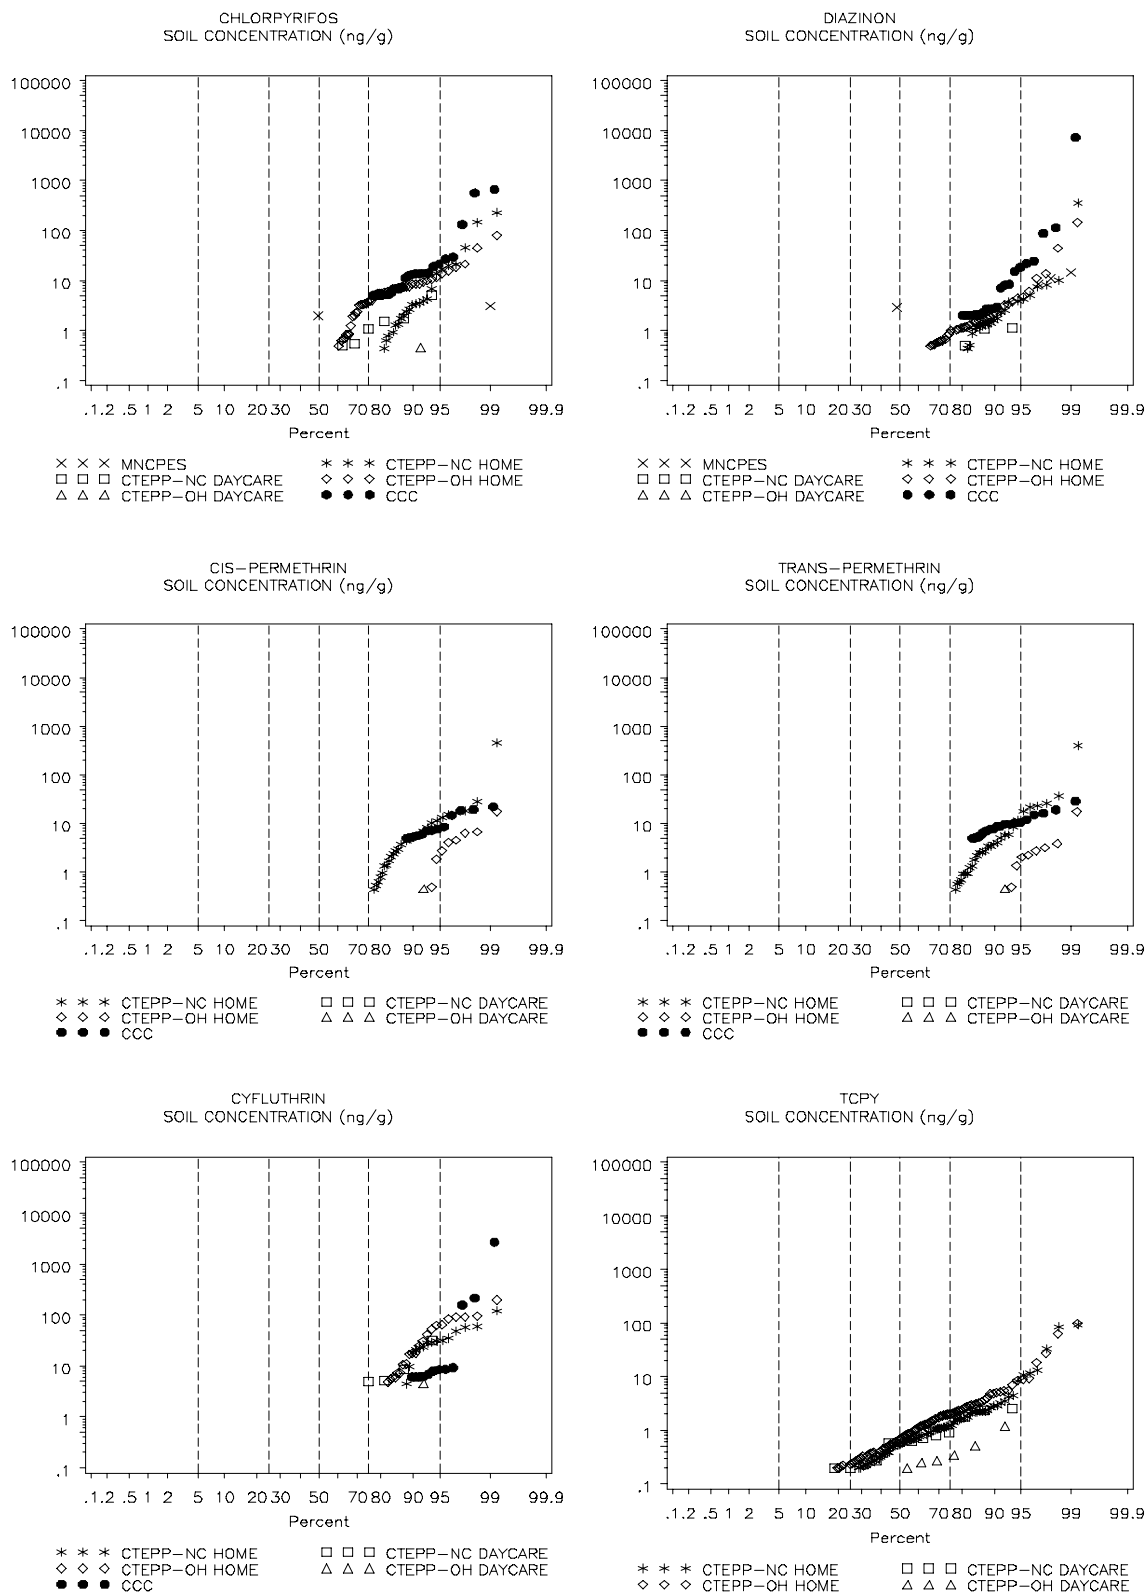 CHLORPYRIFOS
SOIL CONCENTRATION (ng/g)
100000
10000
1000
100
10
1
.1
.1.2 .5 1 2 5 10 20 30 50 70 80 90 95 99 99.9
Percent
× × × MNCPES
□ □ □ CTEPP-NC DAYCARE
△ △ △ CTEPP-OH DAYCARE
* * * CTEPP-NC HOME
◇ ◇ ◇ CTEPP-OH HOME
● ● ● CCC
DIAZINON
SOIL CONCENTRATION (ng/g)
100000
10000
1000
100
10
1
.1
.1.2 .5 1 2 5 10 20 30 50 70 80 90 95 99 99.9
Percent
× × × MNCPES
□ □ □ CTEPP-NC DAYCARE
△ △ △ CTEPP-OH DAYCARE
* * * CTEPP-NC HOME
◇ ◇ ◇ CTEPP-OH HOME
● ● ● CCC
CIS-PERMETHRIN
SOIL CONCENTRATION (ng/g)
100000
10000
1000
100
10
1
.1
.1.2 .5 1 2 5 10 20 30 50 70 80 90 95 99 99.9
Percent
* * * CTEPP-NC HOME
◇ ◇ ◇ CTEPP-OH HOME
● ● ● CCC
□ □ □ CTEPP-NC DAYCARE
△ △ △ CTEPP-OH DAYCARE
TRANS-PERMETHRIN
SOIL CONCENTRATION (ng/g)
100000
10000
1000
100
10
1
.1
.1.2 .5 1 2 5 10 20 30 50 70 80 90 95 99 99.9
Percent
* * * CTEPP-NC HOME
◇ ◇ ◇ CTEPP-OH HOME
● ● ● CCC
□ □ □ CTEPP-NC DAYCARE
△ △ △ CTEPP-OH DAYCARE
CYFLUTHRIN
SOIL CONCENTRATION (ng/g)
100000
10000
1000
100
10
1
.1
.1.2 .5 1 2 5 10 20 30 50 70 80 90 95 99 99.9
Percent
* * * CTEPP-NC HOME
◇ ◇ ◇ CTEPP-OH HOME
● ● ● CCC
□ □ □ CTEPP-NC DAYCARE
△ △ △ CTEPP-OH DAYCARE
TCPY
SOIL CONCENTRATION (ng/g)
100000
10000
1000
100
10
1
.1
.1.2 .5 1 2 5 10 20 30 50 70 80 90 95 99 99.9
Percent
* * * CTEPP-NC HOME
◇ ◇ ◇ CTEPP-OH HOME
□ □ □ CTEPP-NC DAYCARE
△ △ △ CTEPP-OH DAYCARE